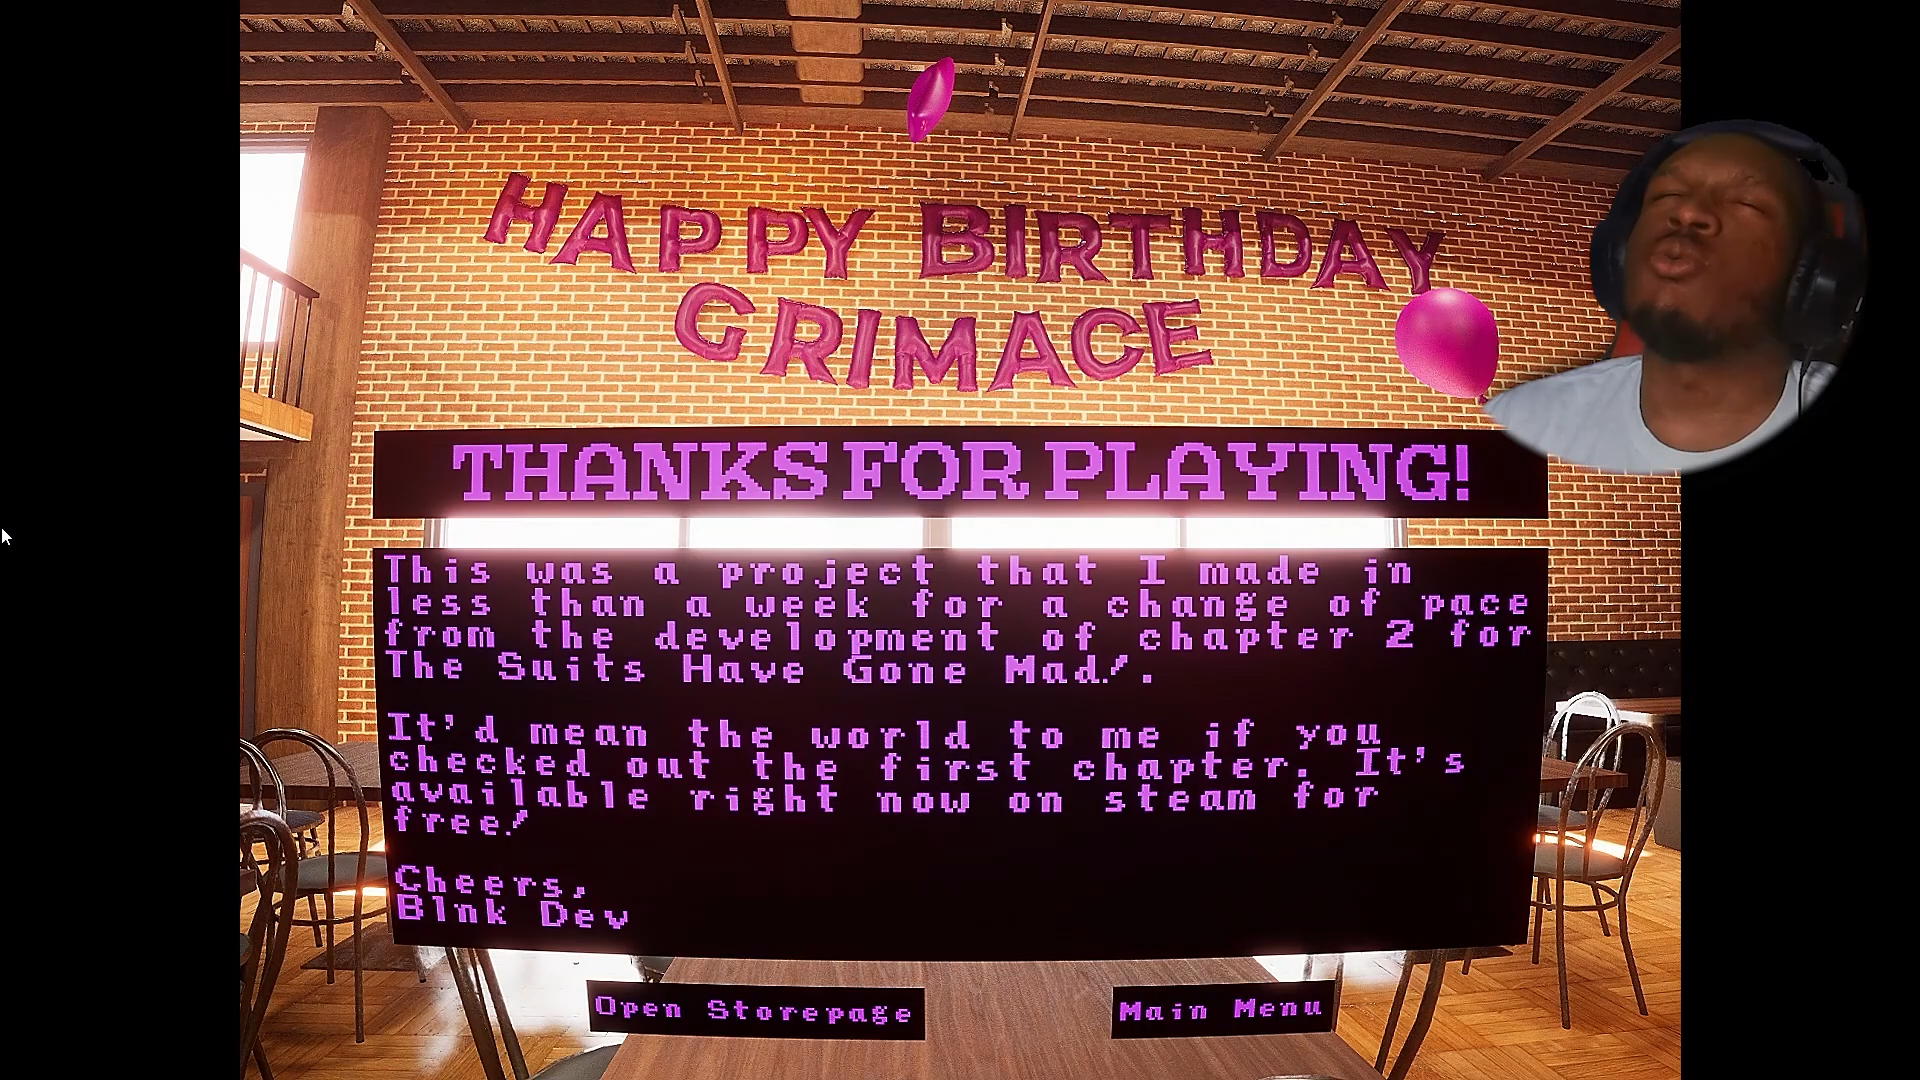 HAPPY BIRTHDAY
GRIMACE
THANKS FOR PLAYING!
This was a project that I made in
less than a week for a change of pace
from the development of chapter 2 for
The Suits Have Gone Mad!.
It'd mean the world to me if you
checked out the first chapter. It's
available right now on steam for
free!
Cheers,
Blnk Dev
Open Storepage
Main Menu